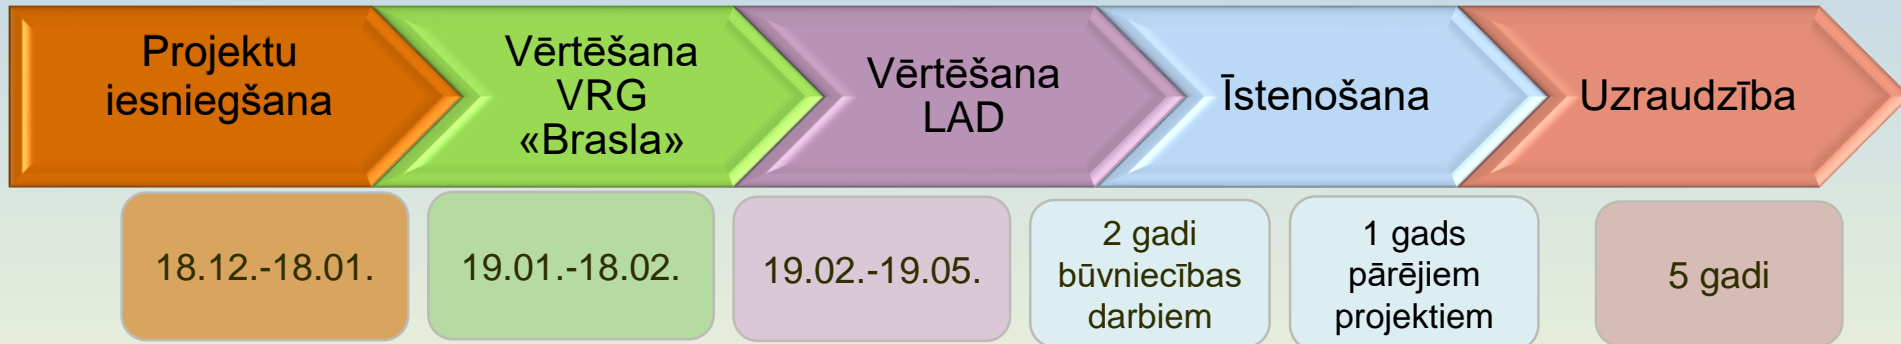 Projektu
iesniegšana
Vērtēšana
VRG
«Brasla»
Vērtēšana
LAD
Īstenošana
Uzraudzība
18.12.-18.01.
19.01.-18.02.
19.02.-19.05.
2 gadi
būvniecības
darbiem
1 gads
pārējiem
projektiem
5 gadi